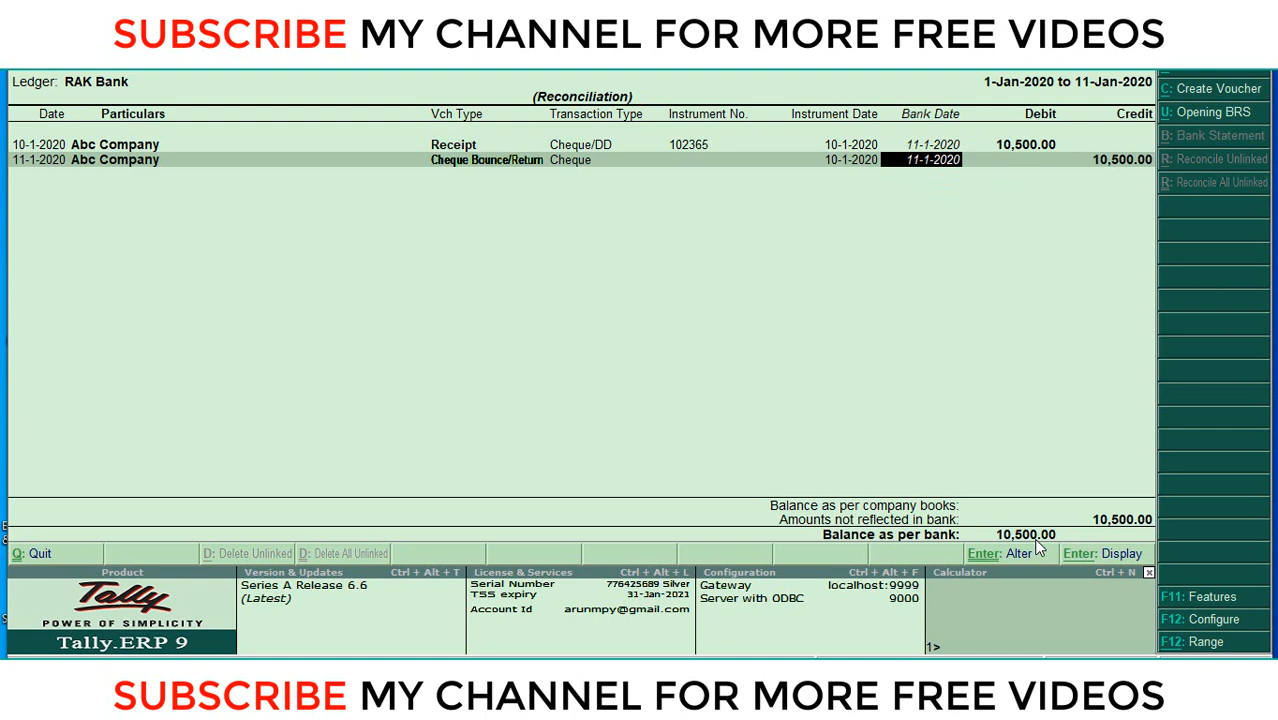 SUBSCRIBE MY CHANNEL FOR MORE FREE VIDEOS
Ledger: RAK Bank 1-Jan-2020 to 11-Jan-2020
(Reconciliation)
Date Particulars Vch Type Transaction Type Instrument No. Instrument Date Bank Date Debit Credit
10-1-2020 Abc Company Receipt Cheque/DD 102365 10-1-2020 11-1-2020 10,500.00
11-1-2020 Abc Company Cheque Bounce/Return Cheque 10-1-2020 11-1-2020 10,500.00
C: Create Voucher
U: Opening BRS
B: Bank Statement
R: Reconcile Unlinked
R: Reconcile All Unlinked
Balance as per company books:
Amounts not reflected in bank: 10,500.00
Balance as per bank: 10,500.00
Q: Quit D: Delete Unlinked D: Delete All Unlinked Enter: Alter Enter: Display
Product Version & Updates Ctrl + Alt + T License & Services Ctrl + Alt + L Configuration Ctrl + Alt + F Calculator Ctrl + N
Tally
POWER OF SIMPLICITY
Tally.ERP 9
Series A Release 6.6
(Latest)
Serial Number 776425689 Silver
TSS expiry 31-Jan-2021
Account Id arunmpy@gmail.com
Gateway localhost:9999
Server with ODBC 9000
1>
F11: Features
F12: Configure
F12: Range
SUBSCRIBE MY CHANNEL FOR MORE FREE VIDEOS